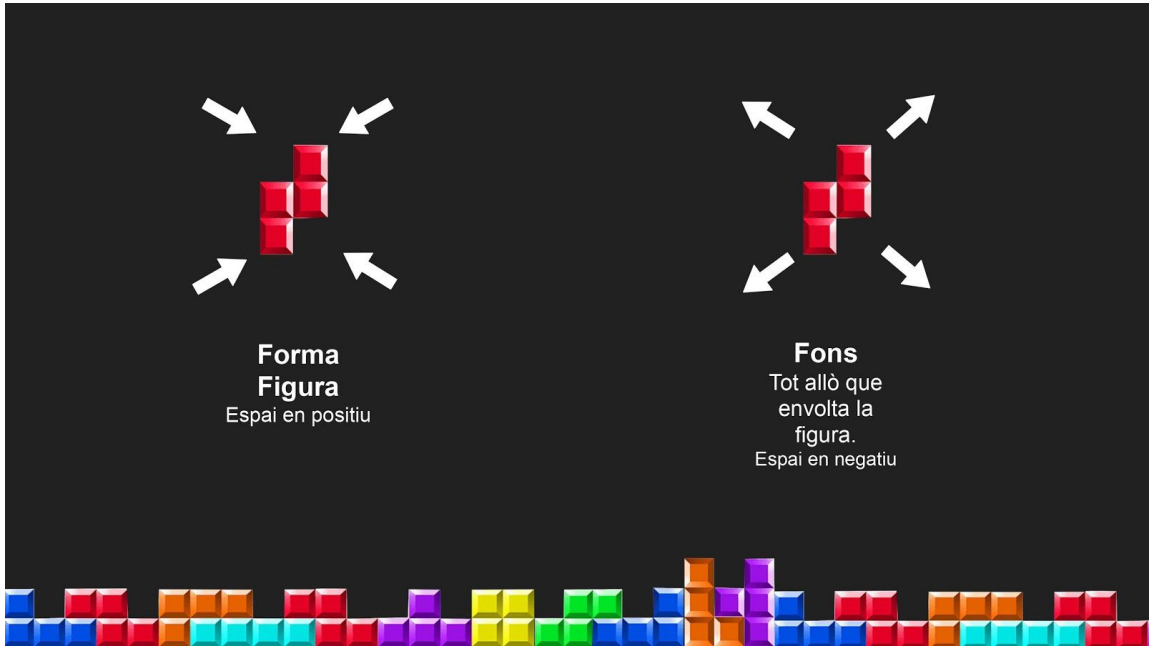 Forma
Figura
Espai en positiu
Fons
Tot allò que
envolta la
figura.
Espai en negatiu